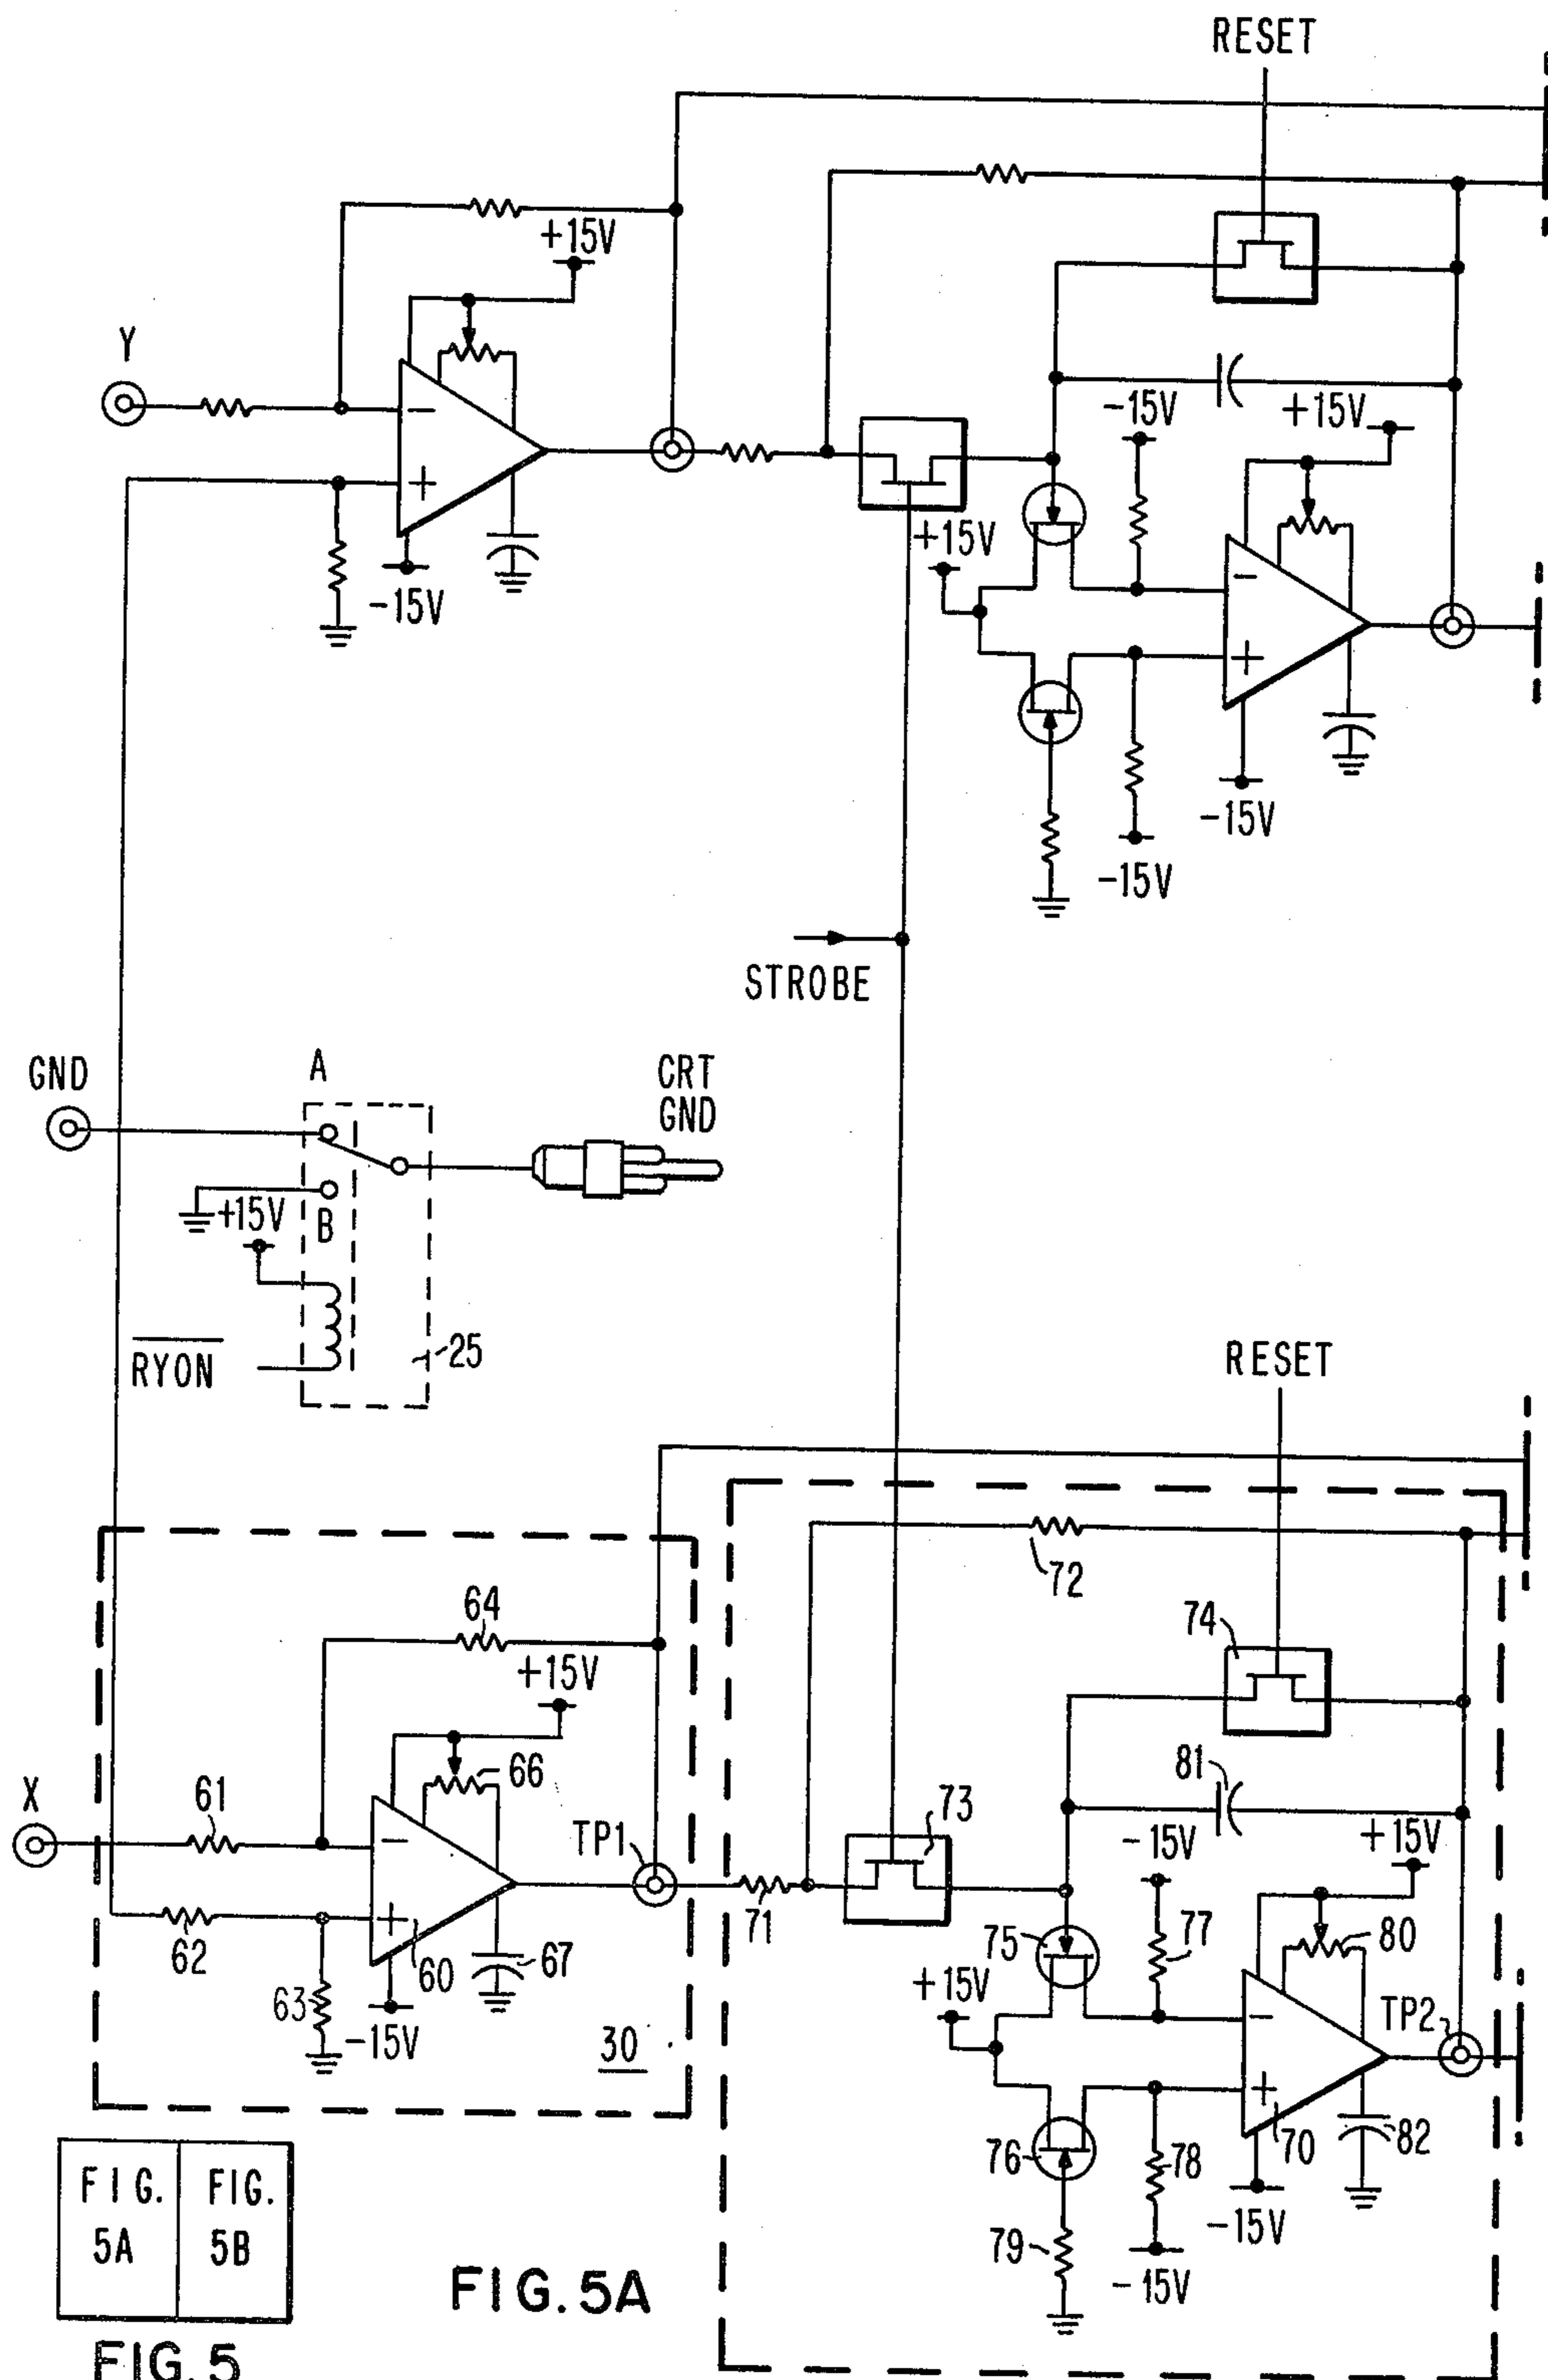 RESET
+15V
Y
−
+
-15V
-15V
+15V
+15V
−
+
-15V
-15V
STROBE
GND
A
CRT
GND
+15V
B
RYON
25
RESET
72
64
+15V
74
66
81
X
61
TP1
73
-15V
+15V
−
+
62
60
67
71
75
77
80
63
-15V
+15V
TP2
30
−
+
76
78
70
82
79
-15V
-15V
FIG.
5A
FIG.
5B
FIG. 5A
FIG. 5